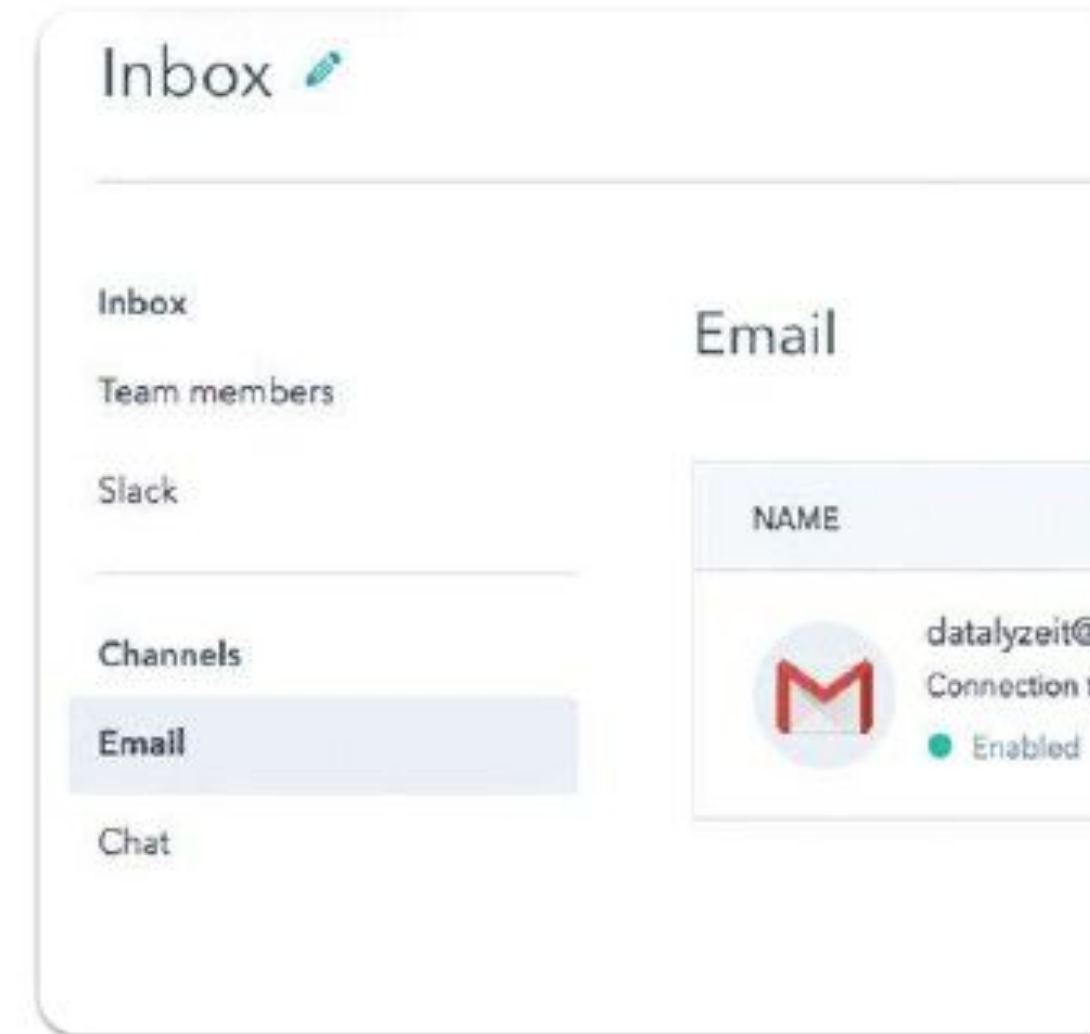 Inbox
Inbox
Team members
Slack
Channels
Email
Chat
Email
NAME
datalyzeit@
Connection
Enabled